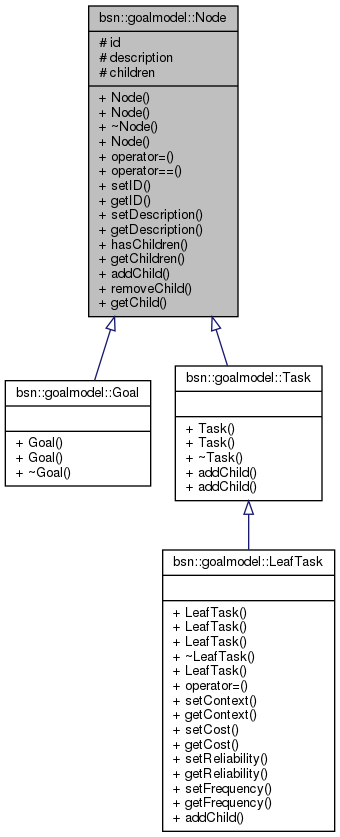 bsn::goalmodel::Node
# id
# description
# children
+ Node()
+ Node()
+ ~Node()
+ Node()
+ operator=()
+ operator==()
+ setID()
+ getID()
+ setDescription()
+ getDescription()
+ hasChildren()
+ getChildren()
+ addChild()
+ removeChild()
+ getChild()
bsn::goalmodel::Goal
+ Goal()
+ Goal()
+ ~Goal()
bsn::goalmodel::Task
+ Task()
+ Task()
+ ~Task()
+ addChild()
+ addChild()
bsn::goalmodel::LeafTask
+ LeafTask()
+ LeafTask()
+ LeafTask()
+ ~LeafTask()
+ LeafTask()
+ operator=()
+ setContext()
+ getContext()
+ setCost()
+ getCost()
+ setReliability()
+ getReliability()
+ setFrequency()
+ getFrequency()
+ addChild()